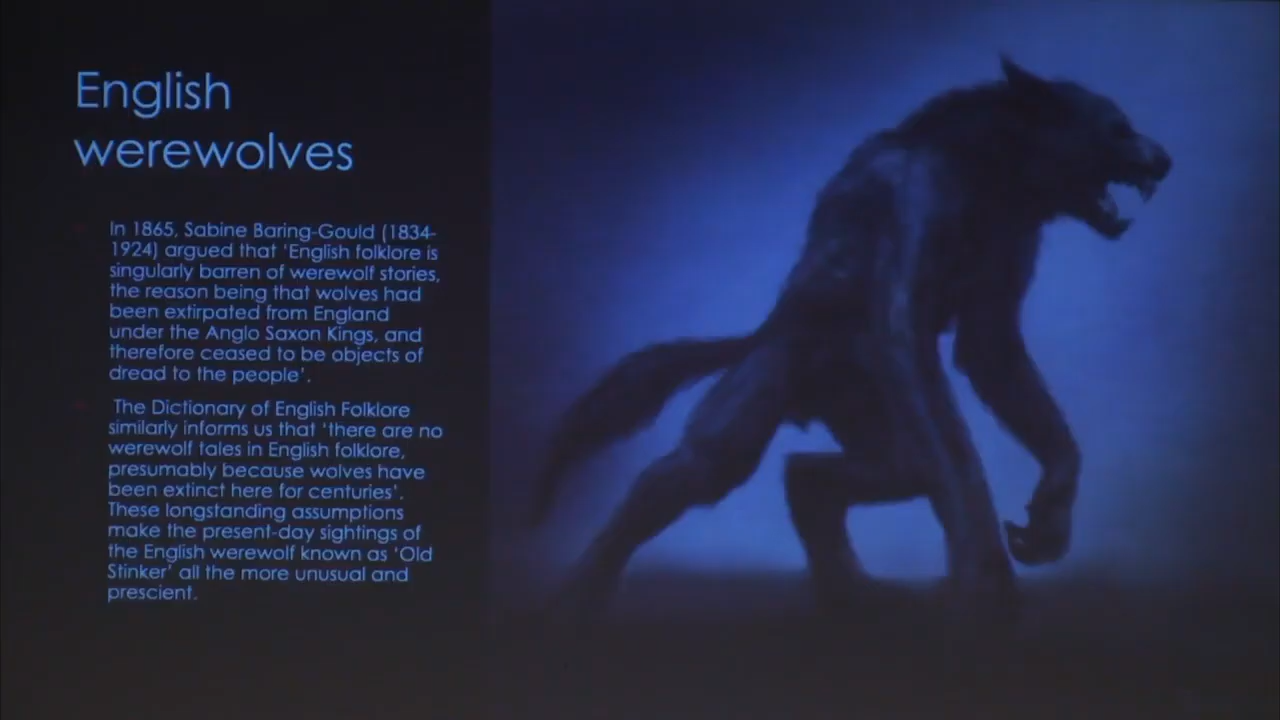 English
werewolves
In 1865, Sabine Baring-Gould (1834-
1924) argued that 'English folklore is
singularly barren of werewolf stories,
the reason being that wolves had
been extirpated from England
under the Anglo Saxon Kings, and
therefore ceased to be objects of
dread to the people'.
The Dictionary of English Folklore
similarly informs us that 'there are no
werewolf tales in English folklore,
presumably because wolves have
been extinct here for centuries'.
These longstanding assumptions
make the present-day sightings of
the English werewolf known as 'Old
Stinker' all the more unusual and
prescient.